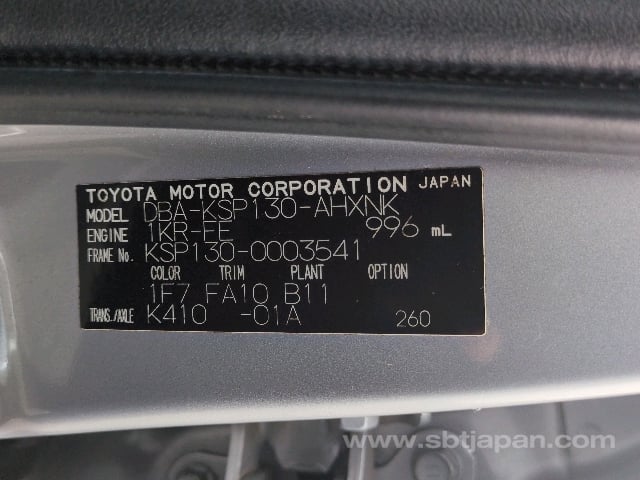 TOYOTA MOTOR CORPORATION JAPAN
MODEL DBA-KSP130-AHXNK
ENGINE 1KR-FE 996 mL
FRAME No. KSP130-0003541
COLOR TRIM PLANT OPTION
1F7 FA10 B11
TRANS./AXLE K410 -01A 260
www.sbtjapan.com